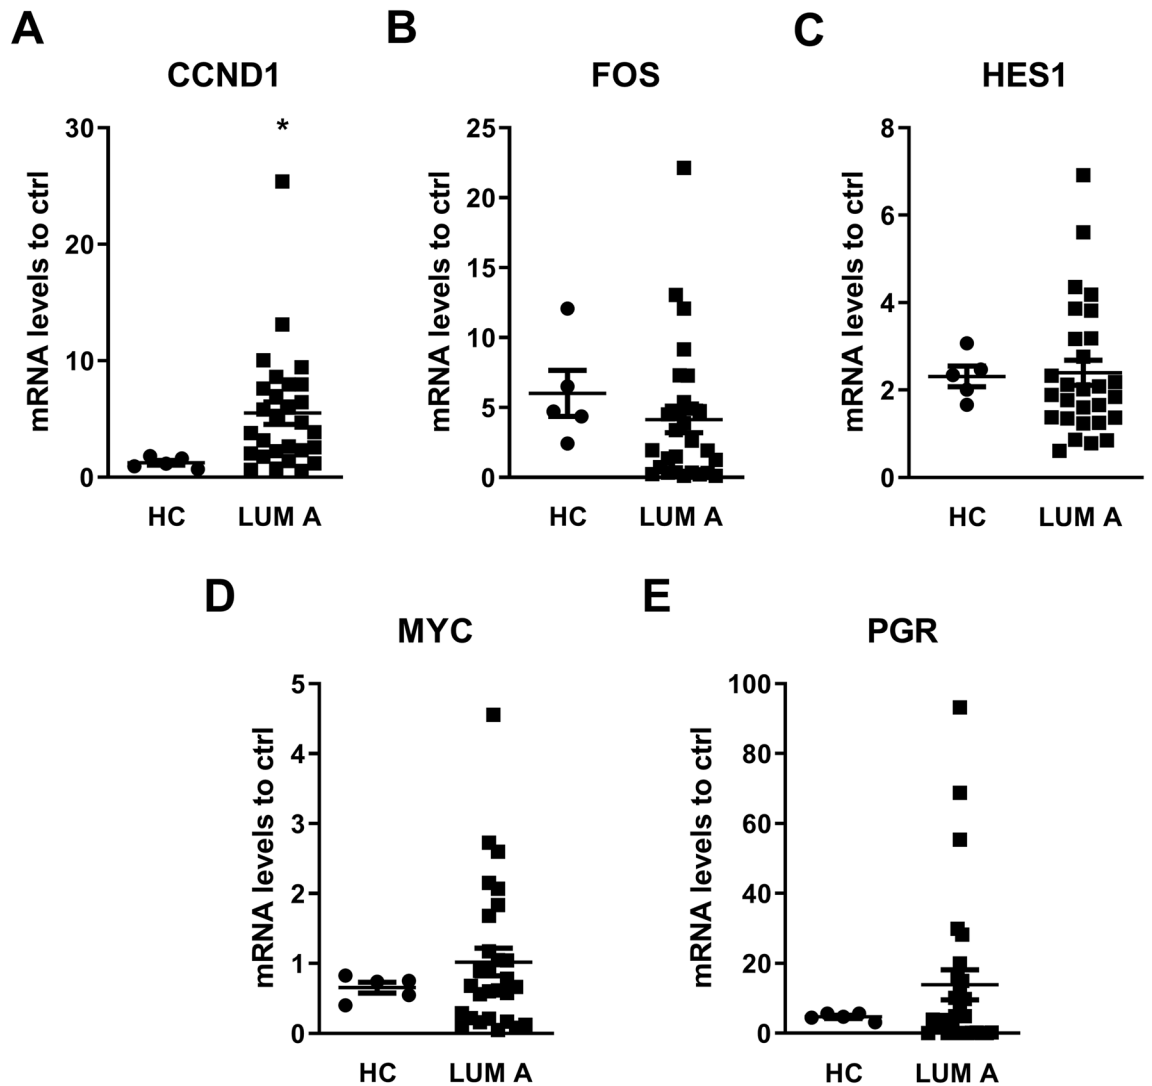 A
CCND1
*
mRNA levels to ctrl
30
20
10
0
HC LUM A
B
FOS
mRNA levels to ctrl
25
20
15
10
5
0
HC LUM A
C
HES1
mRNA levels to ctrl
8
6
4
2
0
HC LUM A
D
MYC
mRNA levels to ctrl
5
4
3
2
1
0
HC LUM A
E
PGR
mRNA levels to ctrl
100
80
60
40
20
0
HC LUM A